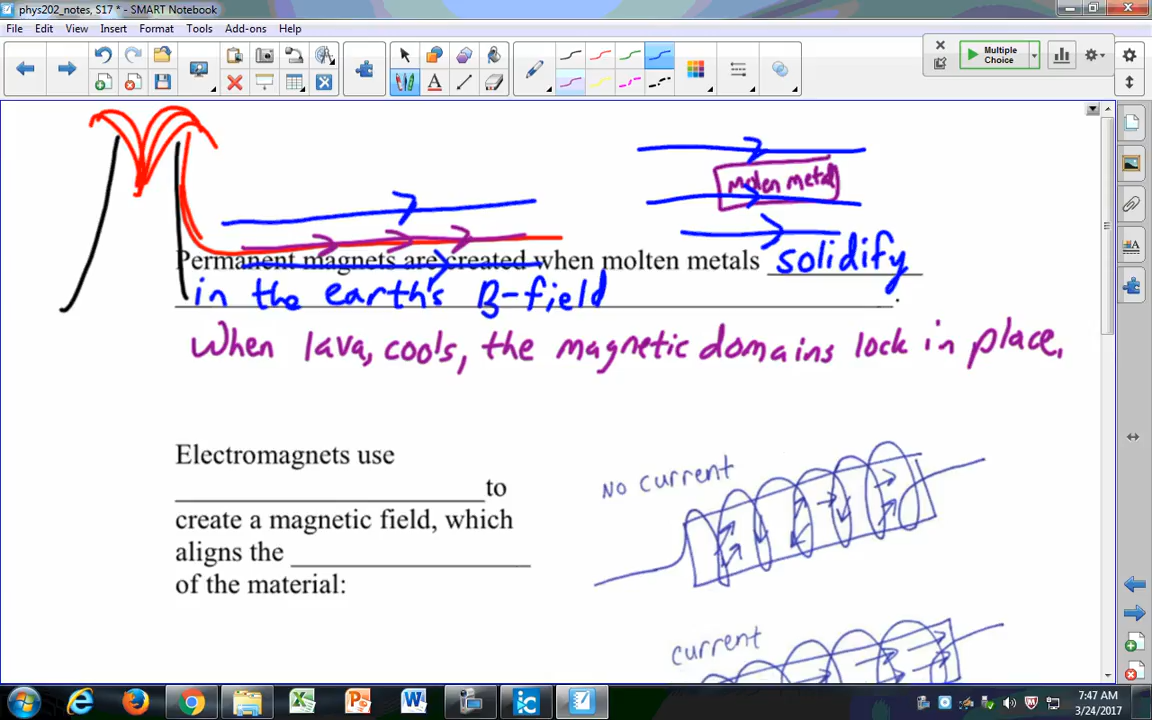 phys202_notes, S17 * - SMART Notebook
File Edit View Insert Format Tools Add-ons Help
Multiple Choice
molten metal
Permanent magnets are created when molten metals solidify
in the earth's B-field.
When lava, cools, the magnetic domains lock in place.
Electromagnets use
____________________ to
create a magnetic field, which
aligns the ____________________
of the material:
No current
current
7:47 AM
3/24/2017